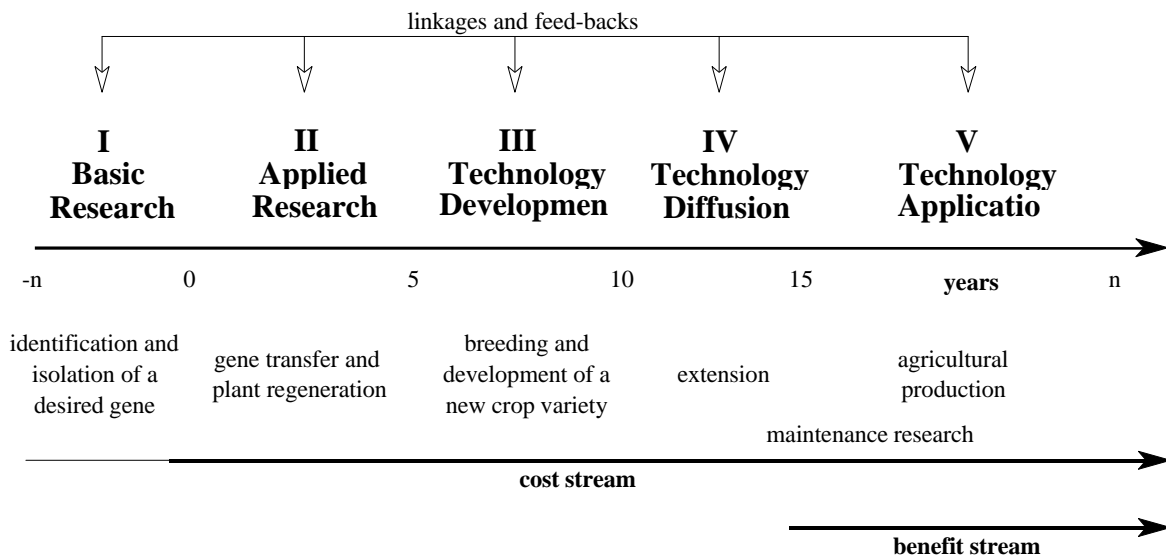 linkages and feed-backs
I
Basic
Research
II
Applied
Research
III
Technology
Developmen
IV
Technology
Diffusion
V
Technology
Applicatio
-n 0 5 10 15 years n
identification and
isolation of a
desired gene
gene transfer and
plant regeneration
breeding and
development of a
new crop variety
extension
agricultural
production
maintenance research
cost stream
benefit stream